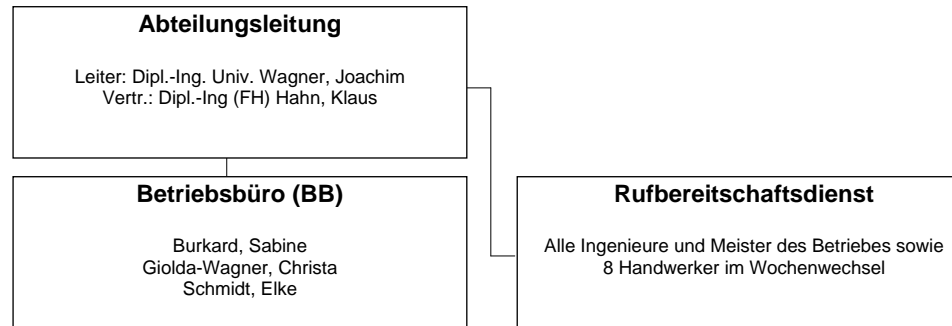 Abteilungsleitung
Leiter: Dipl.-Ing. Univ. Wagner, Joachim
Vertr.: Dipl.-Ing (FH) Hahn, Klaus
Betriebsbüro (BB)
Burkard, Sabine
Giolda-Wagner, Christa
Schmidt, Elke
Rufbereitschaftsdienst
Alle Ingenieure und Meister des Betriebes sowie
8 Handwerker im Wochenwechsel